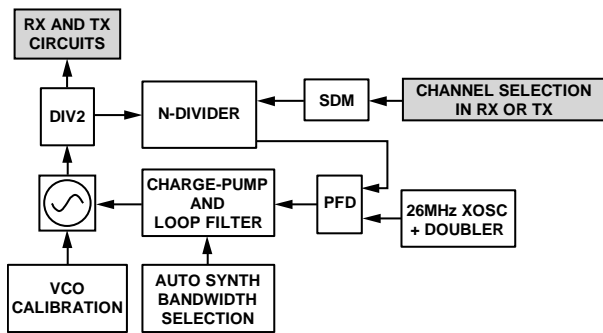 RX AND TX
CIRCUITS
DIV2
N-DIVIDER
SDM
CHANNEL SELECTION
IN RX OR TX
CHARGE-PUMP
AND
LOOP FILTER
PFD
26MHz XOSC
+ DOUBLER
VCO
CALIBRATION
AUTO SYNTH
BANDWIDTH
SELECTION